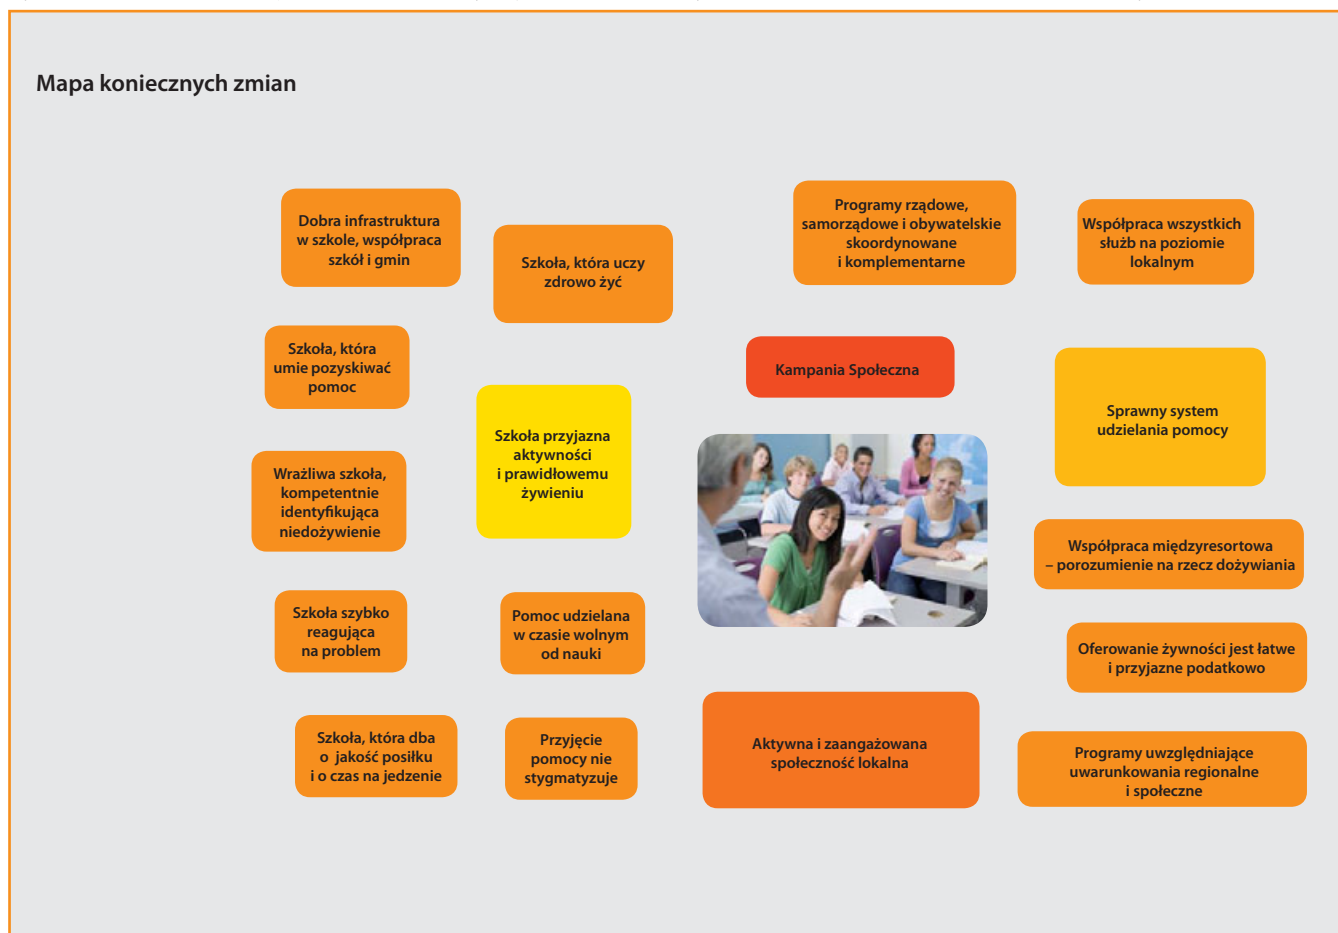 Mapa koniecznych zmian
Dobra infrastruktura
w szkole, współpraca
szkół i gmin
Szkoła, która uczy
zdrowo żyć
Programy rządowe,
samorządowe i obywatelskie
skoordynowane
i komplementarne
Współpraca wszystkich
służb na poziomie
lokalnym
Szkoła, która
umie pozyskiwać
pomoc
Kampania Społeczna
Szkoła przyjazna
aktywności
i prawidłowemu
żywieniu
Sprawny system
udzielania pomocy
Wrażliwa szkoła,
kompetentnie
identyfikująca
niedożywienie
Współpraca międzyresortowa
– porozumienie na rzecz dożywiania
Szkoła szybko
reagująca
na problem
Pomoc udzielana
w czasie wolnym
od nauki
Oferowanie żywności jest łatwe
i przyjazne podatkowo
Szkoła, która dba
o jakość posiłku
i o czas na jedzenie
Przyjęcie
pomocy nie
stygmatyzuje
Aktywna i zaangażowana
społeczność lokalna
Programy uwzględniające
uwarunkowania regionalne
i społeczne